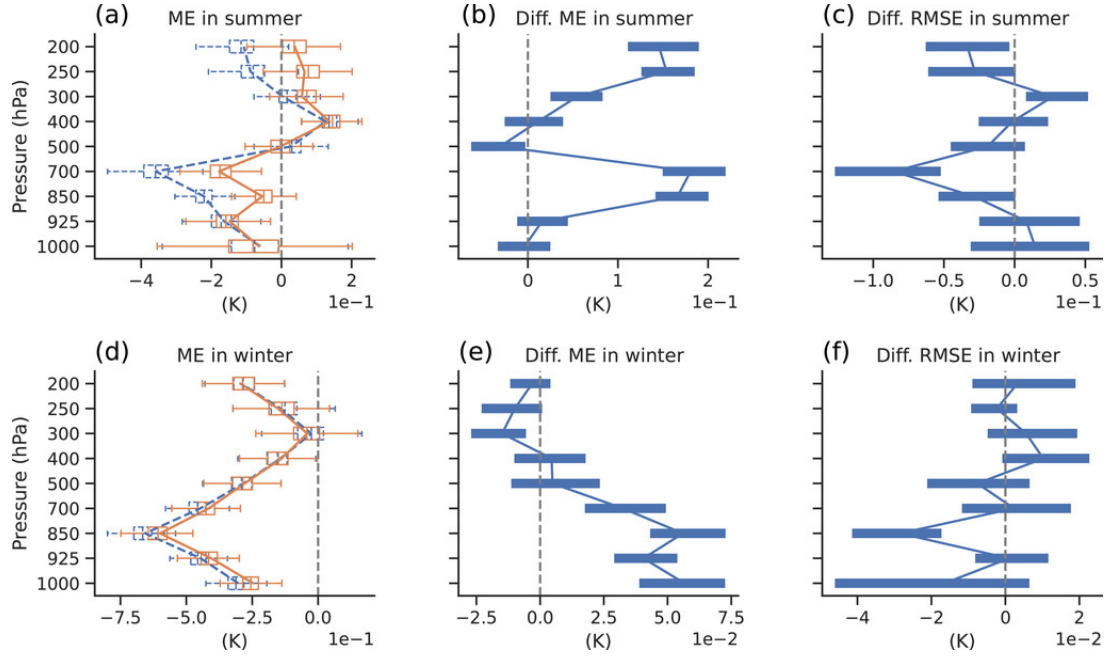 (a) ME in summer
Pressure (hPa)
200
250
300
400
500
700
850
925
1000
−4 −2 0 2
(K) 1e−1
(b) Diff. ME in summer
0 1 2
(K) 1e−1
(c) Diff. RMSE in summer
−1.0 −0.5 0.0 0.5
(K) 1e−1
(d) ME in winter
Pressure (hPa)
200
250
300
400
500
700
850
925
1000
−7.5 −5.0 −2.5 0.0
(K) 1e−1
(e) Diff. ME in winter
−2.5 0.0 2.5 5.0 7.5
(K) 1e−2
(f) Diff. RMSE in winter
−4 −2 0 2
(K) 1e−2